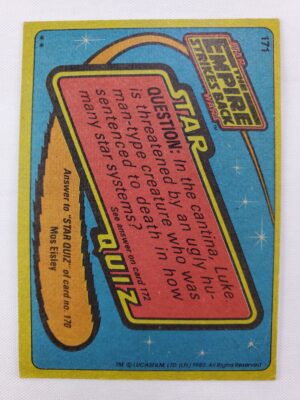 171
STAR WARS
THE
EMPIRE
STRIKES BACK
STAR
QUIZ
QUESTION: In the cantina, Luke
is threatened by an ugly hu-
man-type creature who was
sentenced to death in how
many star systems?
See answer on card 172
Answer to "STAR QUIZ" of card no. 170
Mos Eisley
TM: © LUCASFILM, LTD. (LFL) 1980. All Rights Reserved
**